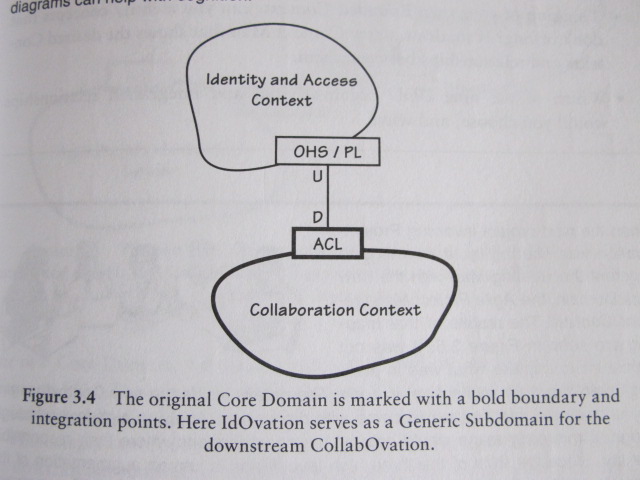 diagrams can help with
Identity and Access
Context
OHS / PL
U
D
ACL
Collaboration Context
Figure 3.4 The original Core Domain is marked with a bold boundary and
integration points. Here IdOvation serves as a Generic Subdomain for the
downstream CollabOvation.